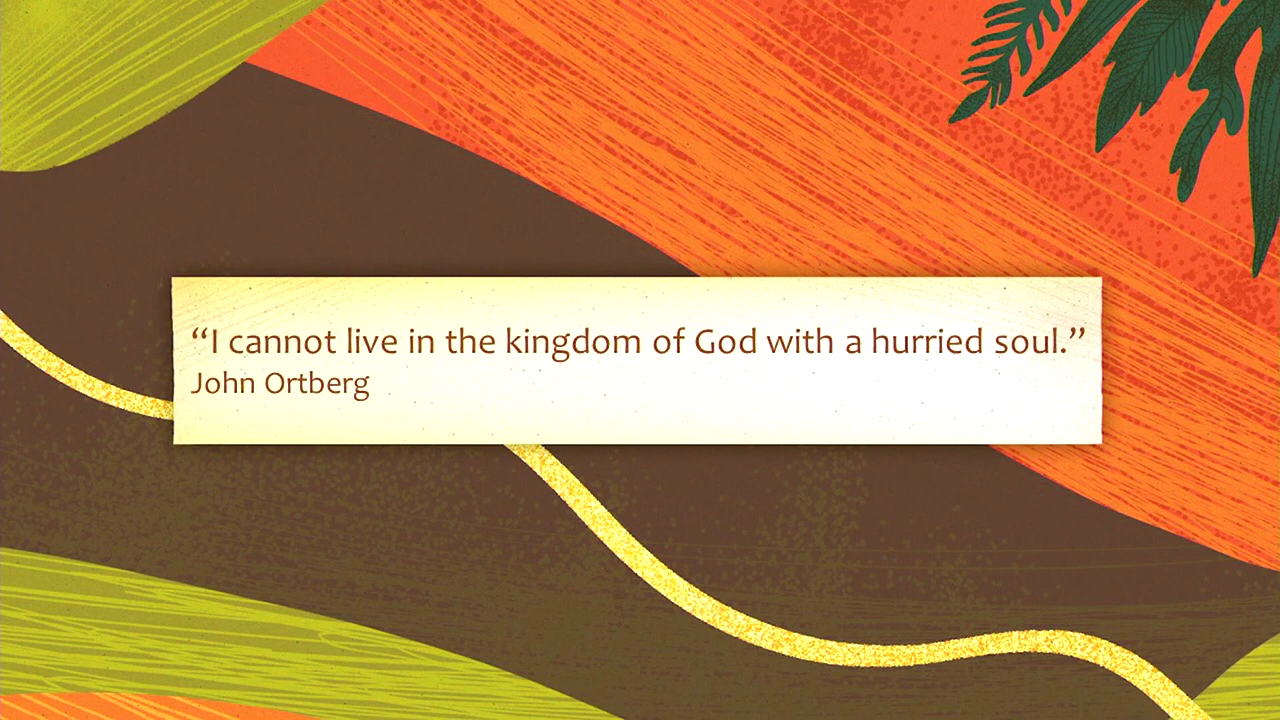 “I cannot live in the kingdom of God with a hurried soul.”
John Ortberg